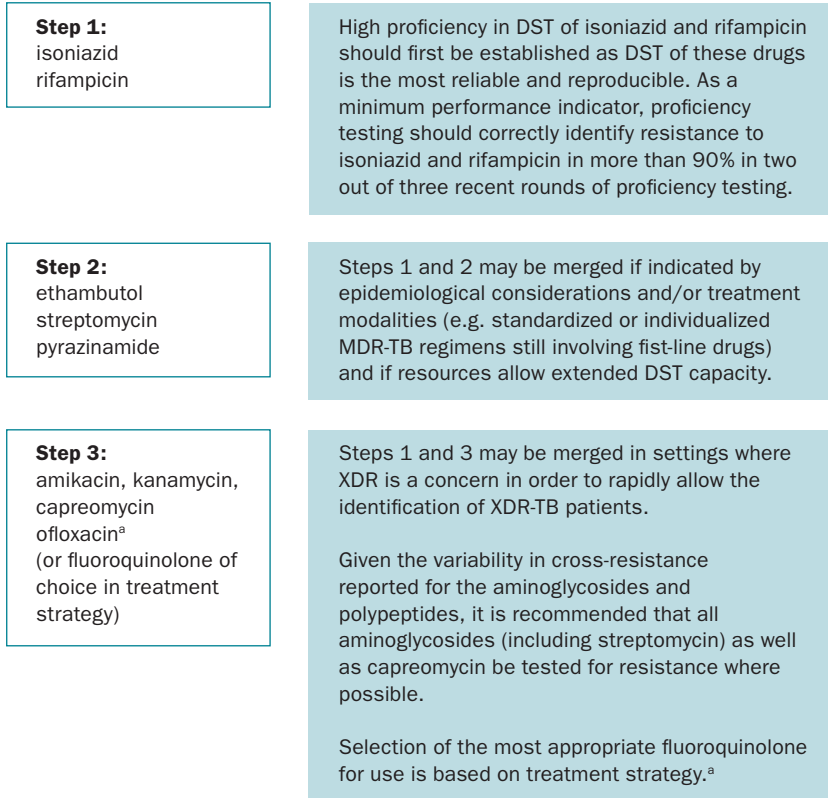 Step 1:
isoniazid
rifampicin
High proficiency in DST of isoniazid and rifampicin
should first be established as DST of these drugs
is the most reliable and reproducible. As a
minimum performance indicator, proficiency
testing should correctly identify resistance to
isoniazid and rifampicin in more than 90% in two
out of three recent rounds of proficiency testing.
Step 2:
ethambutol
streptomycin
pyrazinamide
Steps 1 and 2 may be merged if indicated by
epidemiological considerations and/or treatment
modalities (e.g. standardized or individualized
MDR-TB regimens still involving fist-line drugs)
and if resources allow extended DST capacity.
Step 3:
amikacin, kanamycin,
capreomycin
ofloxacinᵃ
(or fluoroquinolone of
choice in treatment
strategy)
Steps 1 and 3 may be merged in settings where
XDR is a concern in order to rapidly allow the
identification of XDR-TB patients.
Given the variability in cross-resistance
reported for the aminoglycosides and
polypeptides, it is recommended that all
aminoglycosides (including streptomycin) as well
as capreomycin be tested for resistance where
possible.
Selection of the most appropriate fluoroquinolone
for use is based on treatment strategy.ᵃ